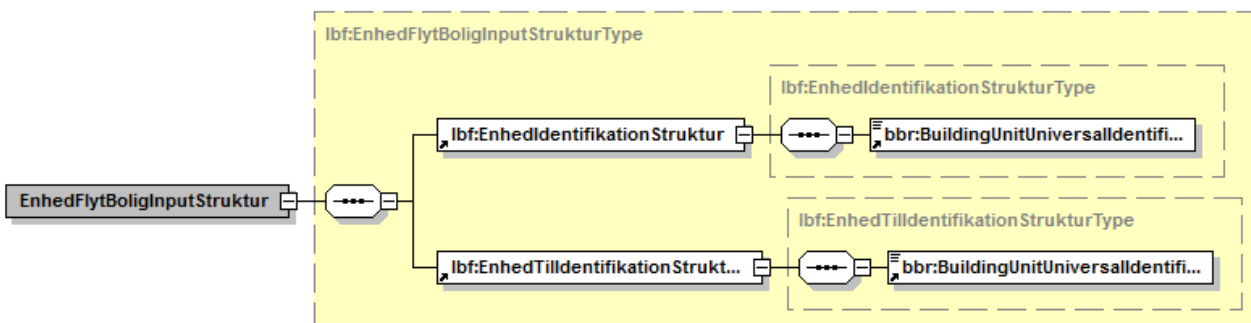 lbf:EnhedFlytBoligInputStrukturType
lbf:EnhedIdentifikationStrukturType
lbf:EnhedIdentifikationStruktur
bbr:BuildingUnitUniversalIdentifi...
EnhedFlytBoligInputStruktur
lbf:EnhedTilIdentifikationStrukturType
lbf:EnhedTilIdentifikationStrukt...
bbr:BuildingUnitUniversalIdentifi...